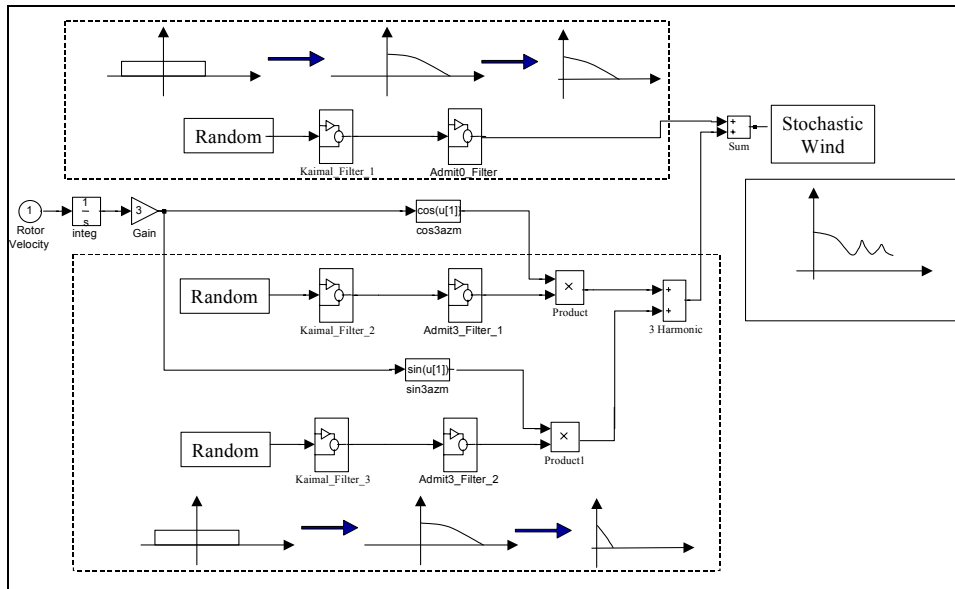 Random
Kaimal_Filter_1
Admit0_Filter
+
+
Sum
Stochastic
Wind
1
Rotor
Velocity
1
s
integ
3
Gain
cos(u[1])
cos3azm
Random
Kaimal_Filter_2
Admit3_Filter_1
×
Product
+
+
3 Harmonic
sin(u[1])
sin3azm
Random
Kaimal_Filter_3
Admit3_Filter_2
×
Product1